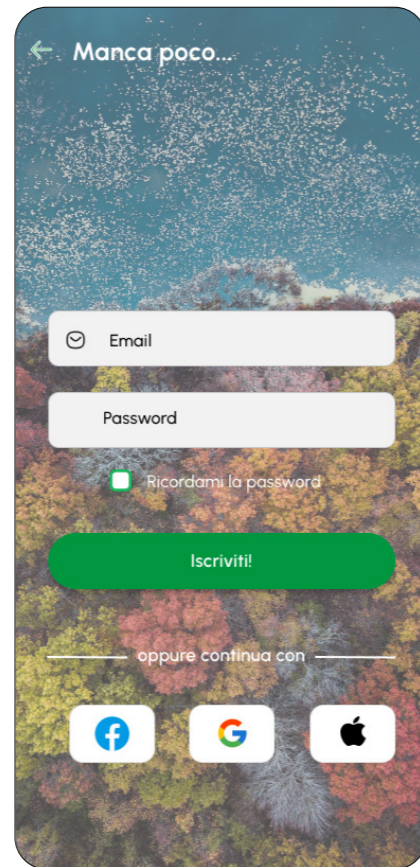 Manca poco...
Email
Password
Ricordami la password
Iscriviti!
oppure continua con